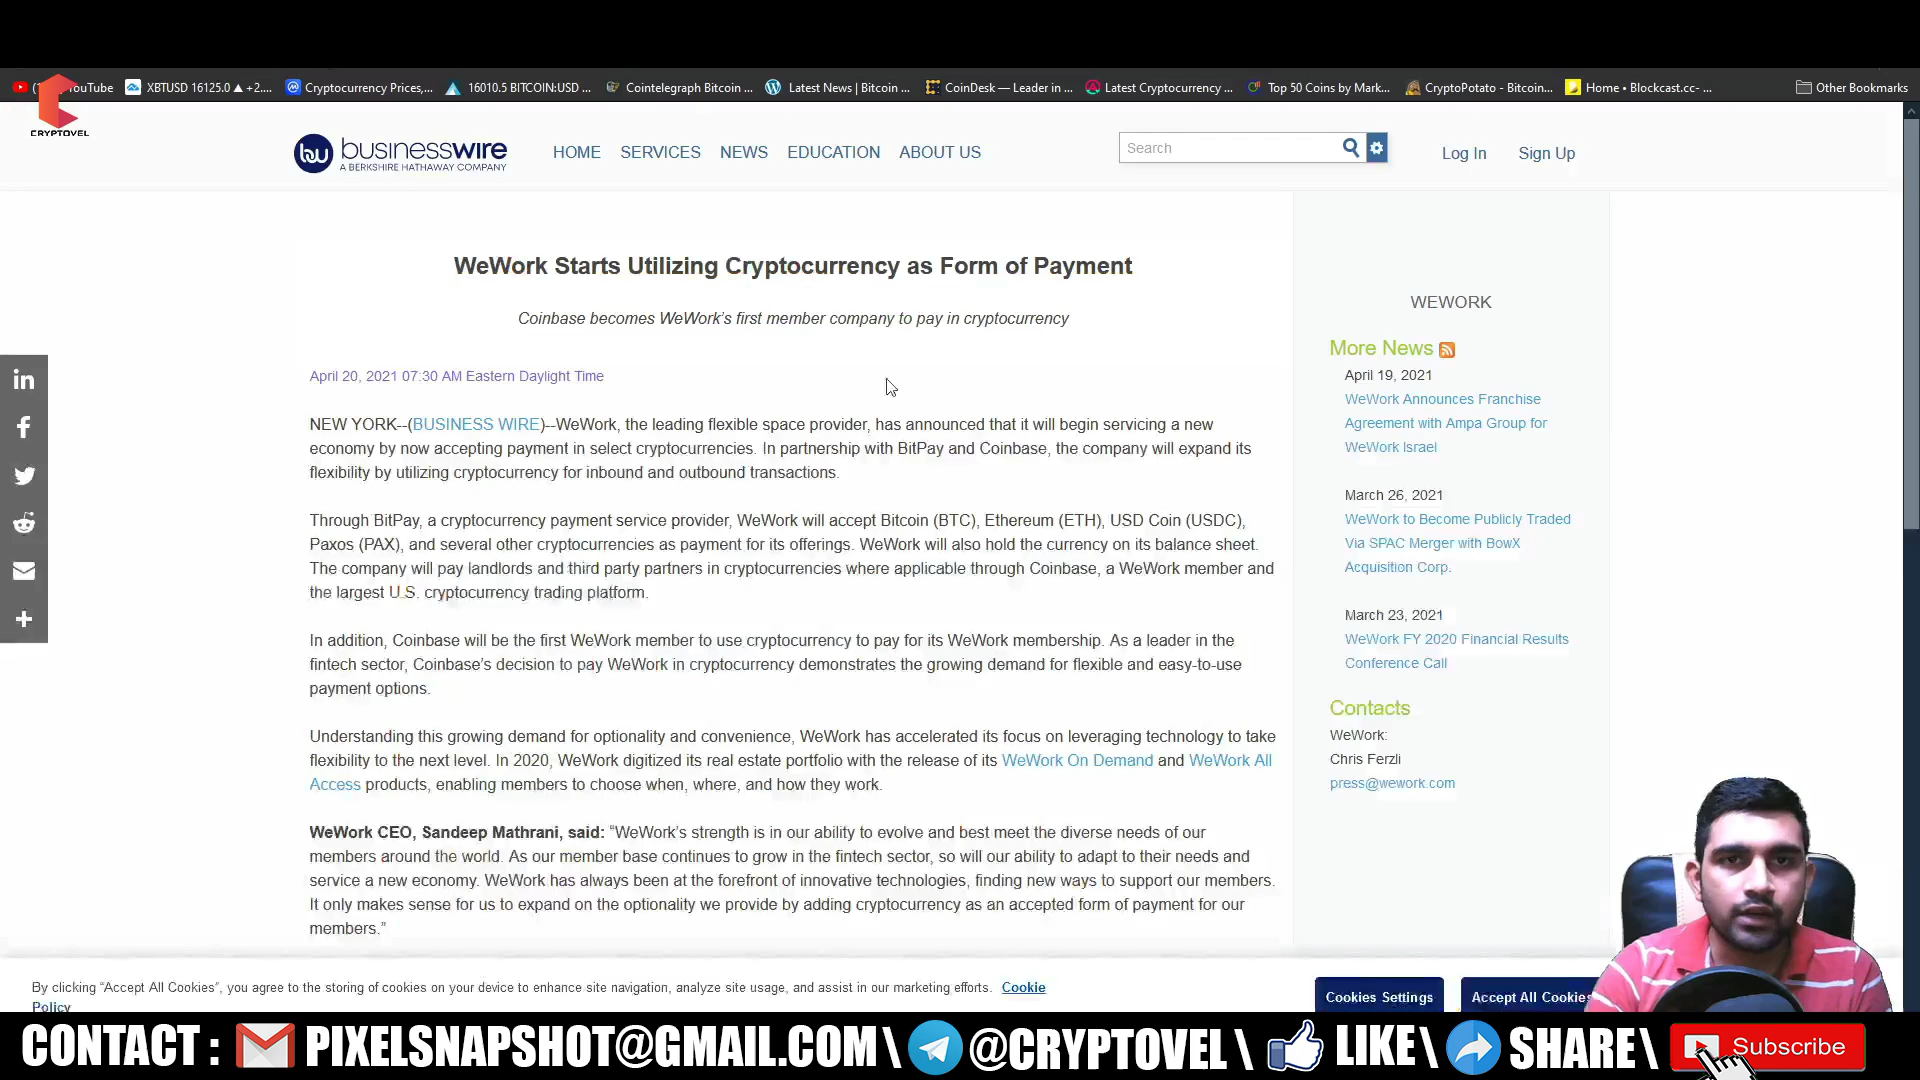 YouTube
XBTUSD 16125.0 ▲ +2....
Cryptocurrency Prices,...
16010.5 BITCOIN:USD ...
Cointelegraph Bitcoin ...
Latest News | Bitcoin ...
CoinDesk — Leader in ...
Latest Cryptocurrency ...
Top 50 Coins by Mark...
CryptoPotato - Bitcoin...
Home • Blockcast.cc- ...
Other Bookmarks
CRYPTOVEL
bw businesswire
A BERKSHIRE HATHAWAY COMPANY
HOME SERVICES NEWS EDUCATION ABOUT US
Search
Log In Sign Up
WeWork Starts Utilizing Cryptocurrency as Form of Payment
Coinbase becomes WeWork's first member company to pay in cryptocurrency
April 20, 2021 07:30 AM Eastern Daylight Time
NEW YORK--(BUSINESS WIRE)--WeWork, the leading flexible space provider, has announced that it will begin servicing a new
economy by now accepting payment in select cryptocurrencies. In partnership with BitPay and Coinbase, the company will expand its
flexibility by utilizing cryptocurrency for inbound and outbound transactions.
Through BitPay, a cryptocurrency payment service provider, WeWork will accept Bitcoin (BTC), Ethereum (ETH), USD Coin (USDC),
Paxos (PAX), and several other cryptocurrencies as payment for its offerings. WeWork will also hold the currency on its balance sheet.
The company will pay landlords and third party partners in cryptocurrencies where applicable through Coinbase, a WeWork member and
the largest U.S. cryptocurrency trading platform.
In addition, Coinbase will be the first WeWork member to use cryptocurrency to pay for its WeWork membership. As a leader in the
fintech sector, Coinbase's decision to pay WeWork in cryptocurrency demonstrates the growing demand for flexible and easy-to-use
payment options.
Understanding this growing demand for optionality and convenience, WeWork has accelerated its focus on leveraging technology to take
flexibility to the next level. In 2020, WeWork digitized its real estate portfolio with the release of its WeWork On Demand and WeWork All
Access products, enabling members to choose when, where, and how they work.
WeWork CEO, Sandeep Mathrani, said: “WeWork's strength is in our ability to evolve and best meet the diverse needs of our
members around the world. As our member base continues to grow in the fintech sector, so will our ability to adapt to their needs and
service a new economy. WeWork has always been at the forefront of innovative technologies, finding new ways to support our members.
It only makes sense for us to expand on the optionality we provide by adding cryptocurrency as an accepted form of payment for our
members.”
WEWORK
More News
April 19, 2021
WeWork Announces Franchise
Agreement with Ampa Group for
WeWork Israel
March 26, 2021
WeWork to Become Publicly Traded
Via SPAC Merger with BowX
Acquisition Corp.
March 23, 2021
WeWork FY 2020 Financial Results
Conference Call
Contacts
WeWork:
Chris Ferzli
press@wework.com
By clicking “Accept All Cookies”, you agree to the storing of cookies on your device to enhance site navigation, analyze site usage, and assist in our marketing efforts. Cookie
Policy
Cookies Settings
Accept All Cookies
CONTACT : PIXELSNAPSHOT@GMAIL.COM \ @CRYPTOVEL \ LIKE \ SHARE \ Subscribe